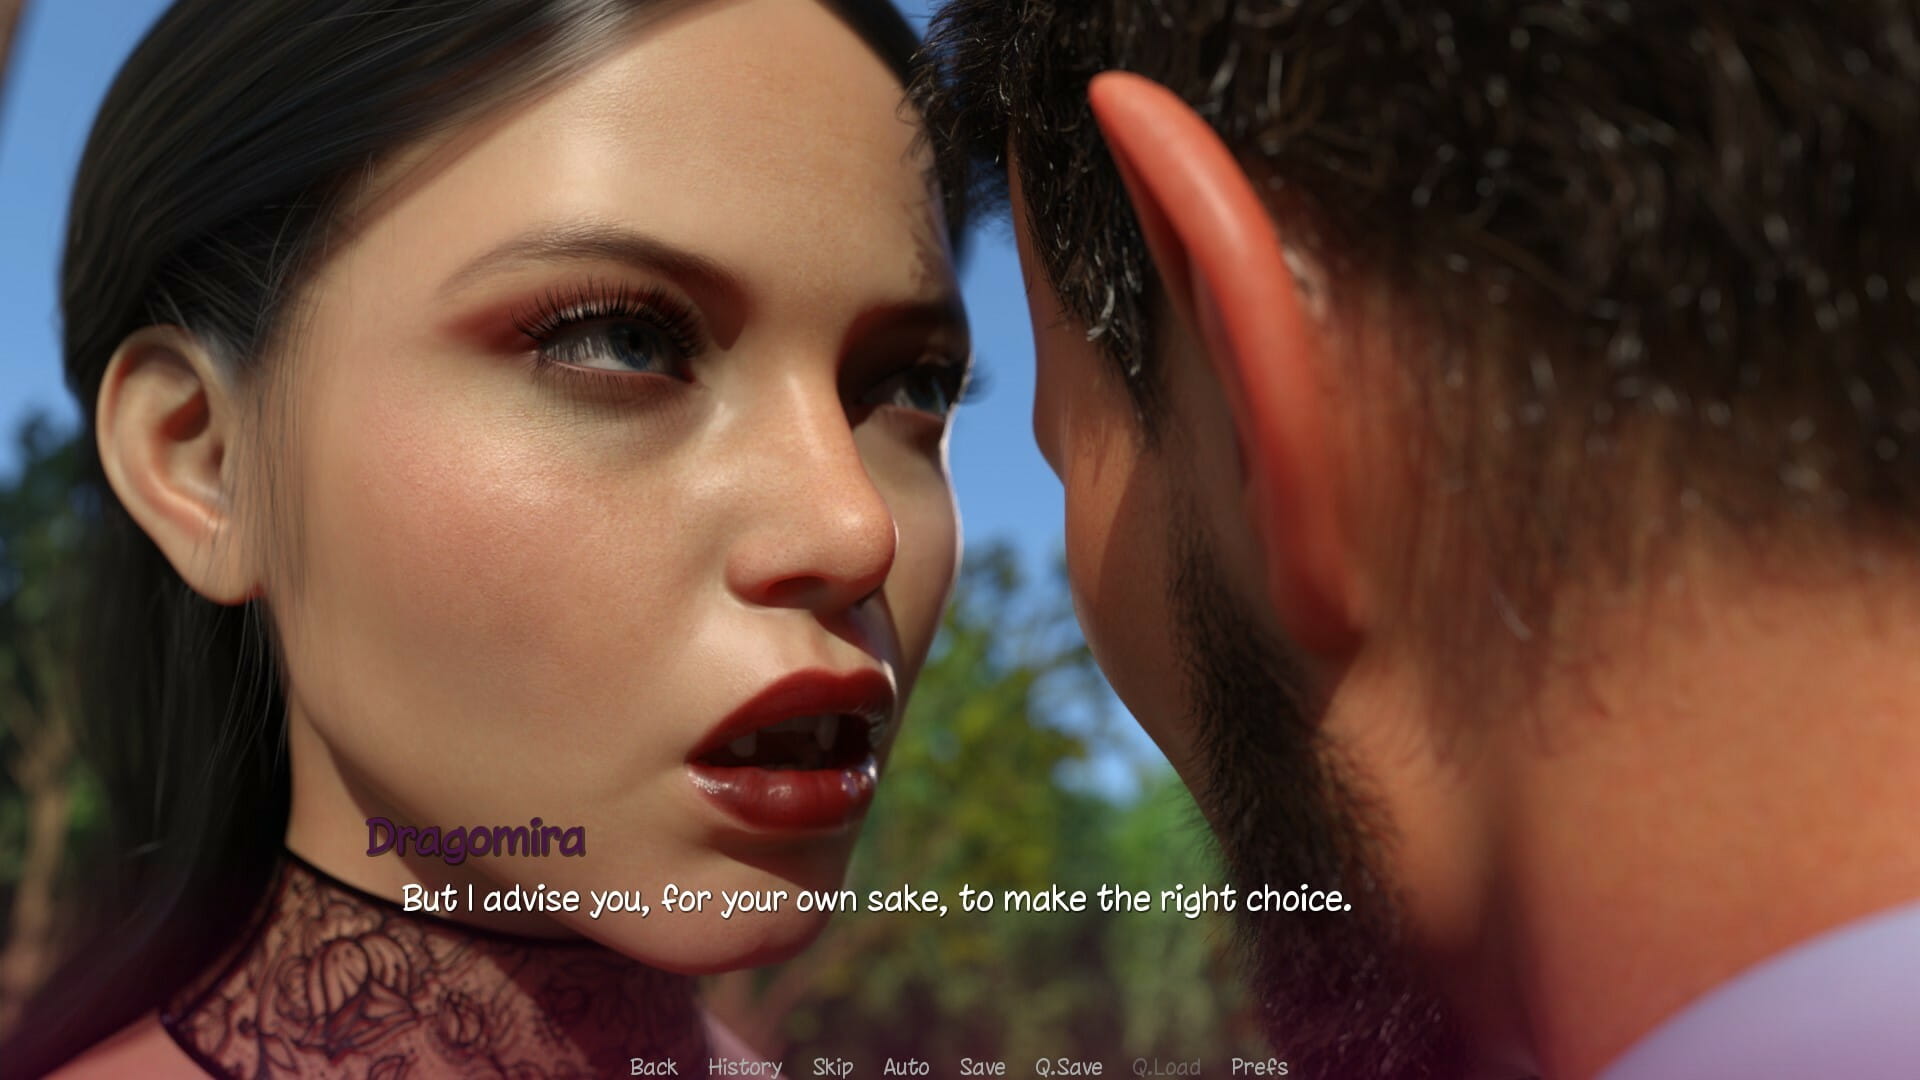 Dragomira
But I advise you, for your own sake, to make the right choice.
Back History Skip Auto Save Q.Save Q.Load Prefs